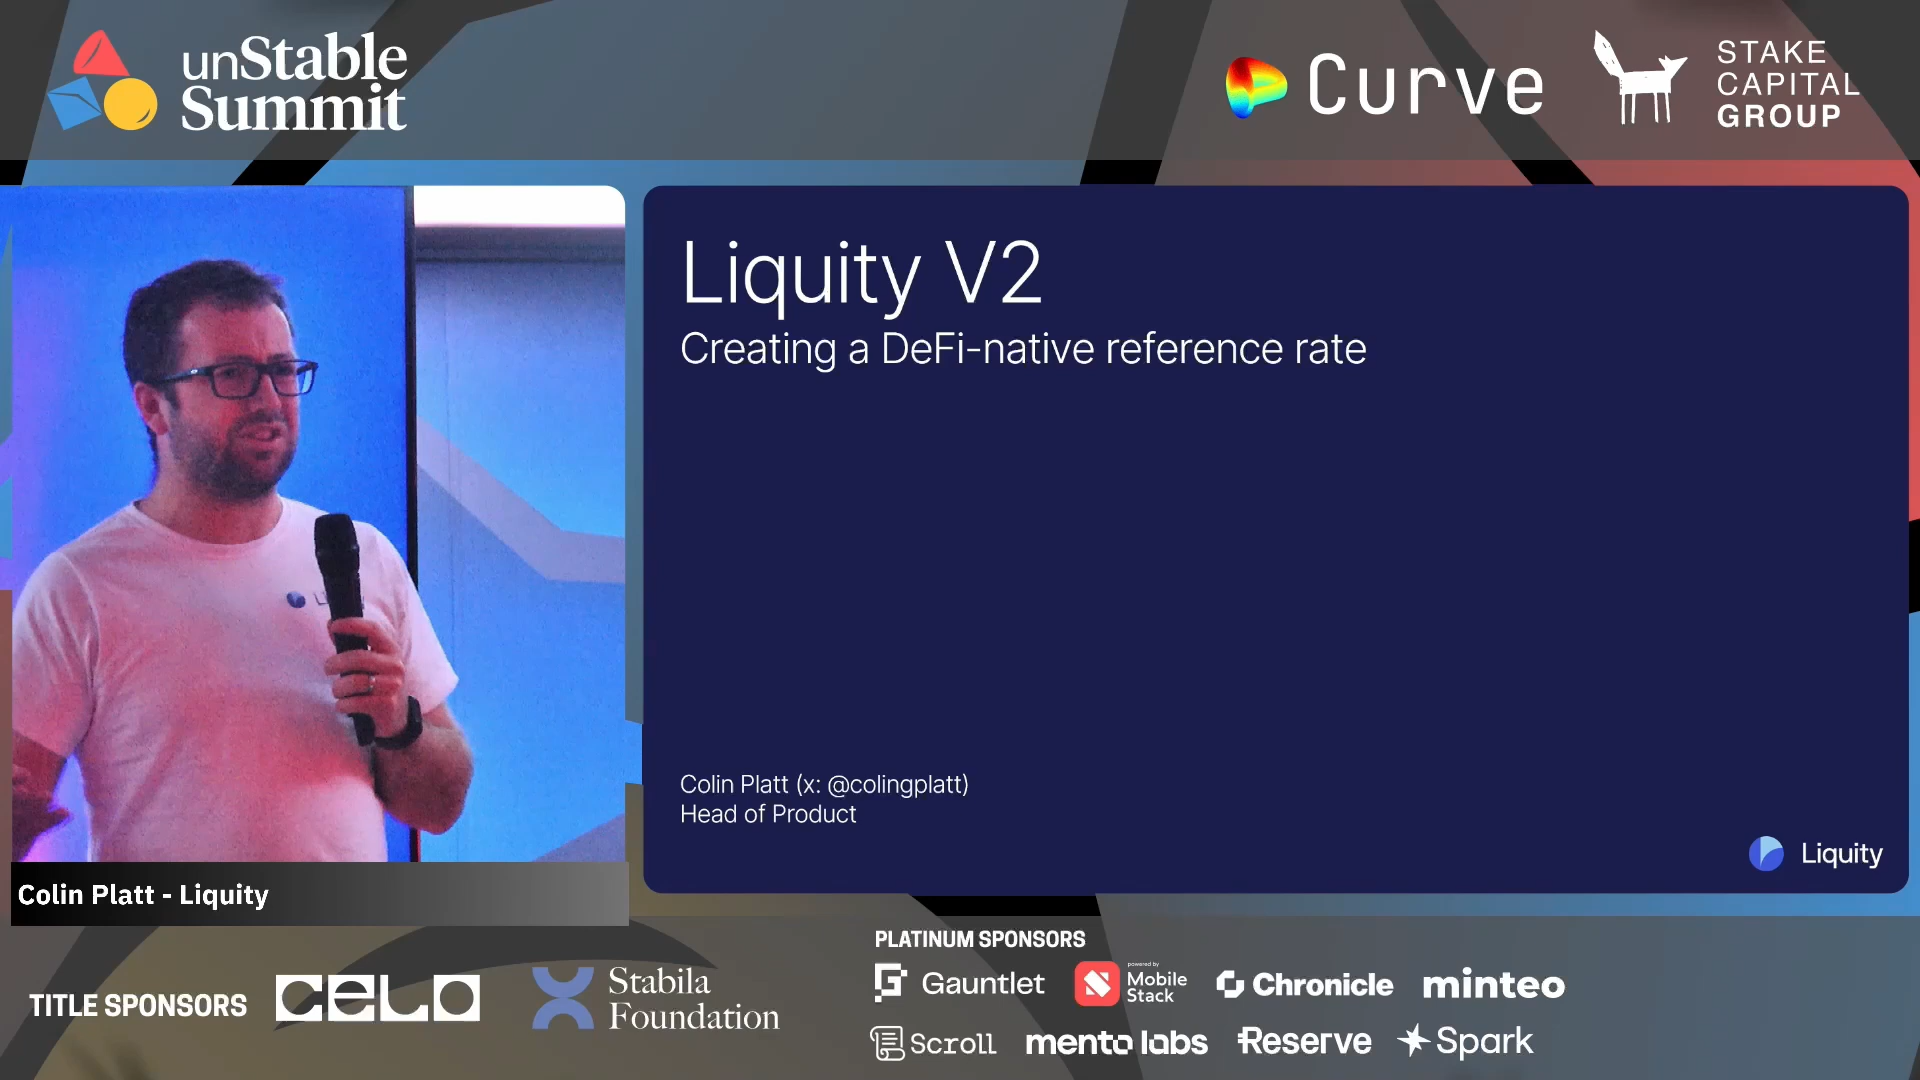 unStable
Summit
Curve
STAKE
CAPITAL
GROUP
Liquity V2
Creating a DeFi-native reference rate
Colin Platt (x: @colingplatt)
Head of Product
Liquity
Colin Platt - Liquity
TITLE SPONSORS
CELO
Stabila
Foundation
PLATINUM SPONSORS
Gauntlet
powered by
Mobile
Stack
Chronicle
minteo
Scroll
mento labs
Reserve
Spark